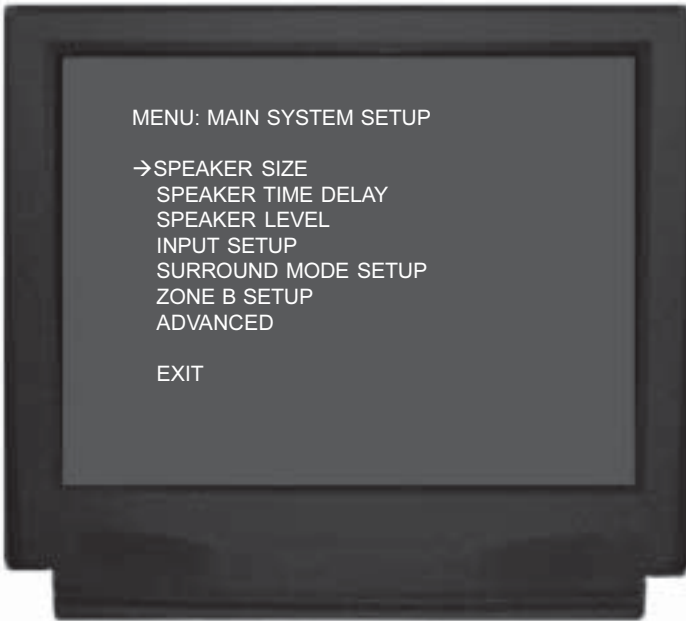 MENU: MAIN SYSTEM SETUP
→SPEAKER SIZE
SPEAKER TIME DELAY
SPEAKER LEVEL
INPUT SETUP
SURROUND MODE SETUP
ZONE B SETUP
ADVANCED
EXIT